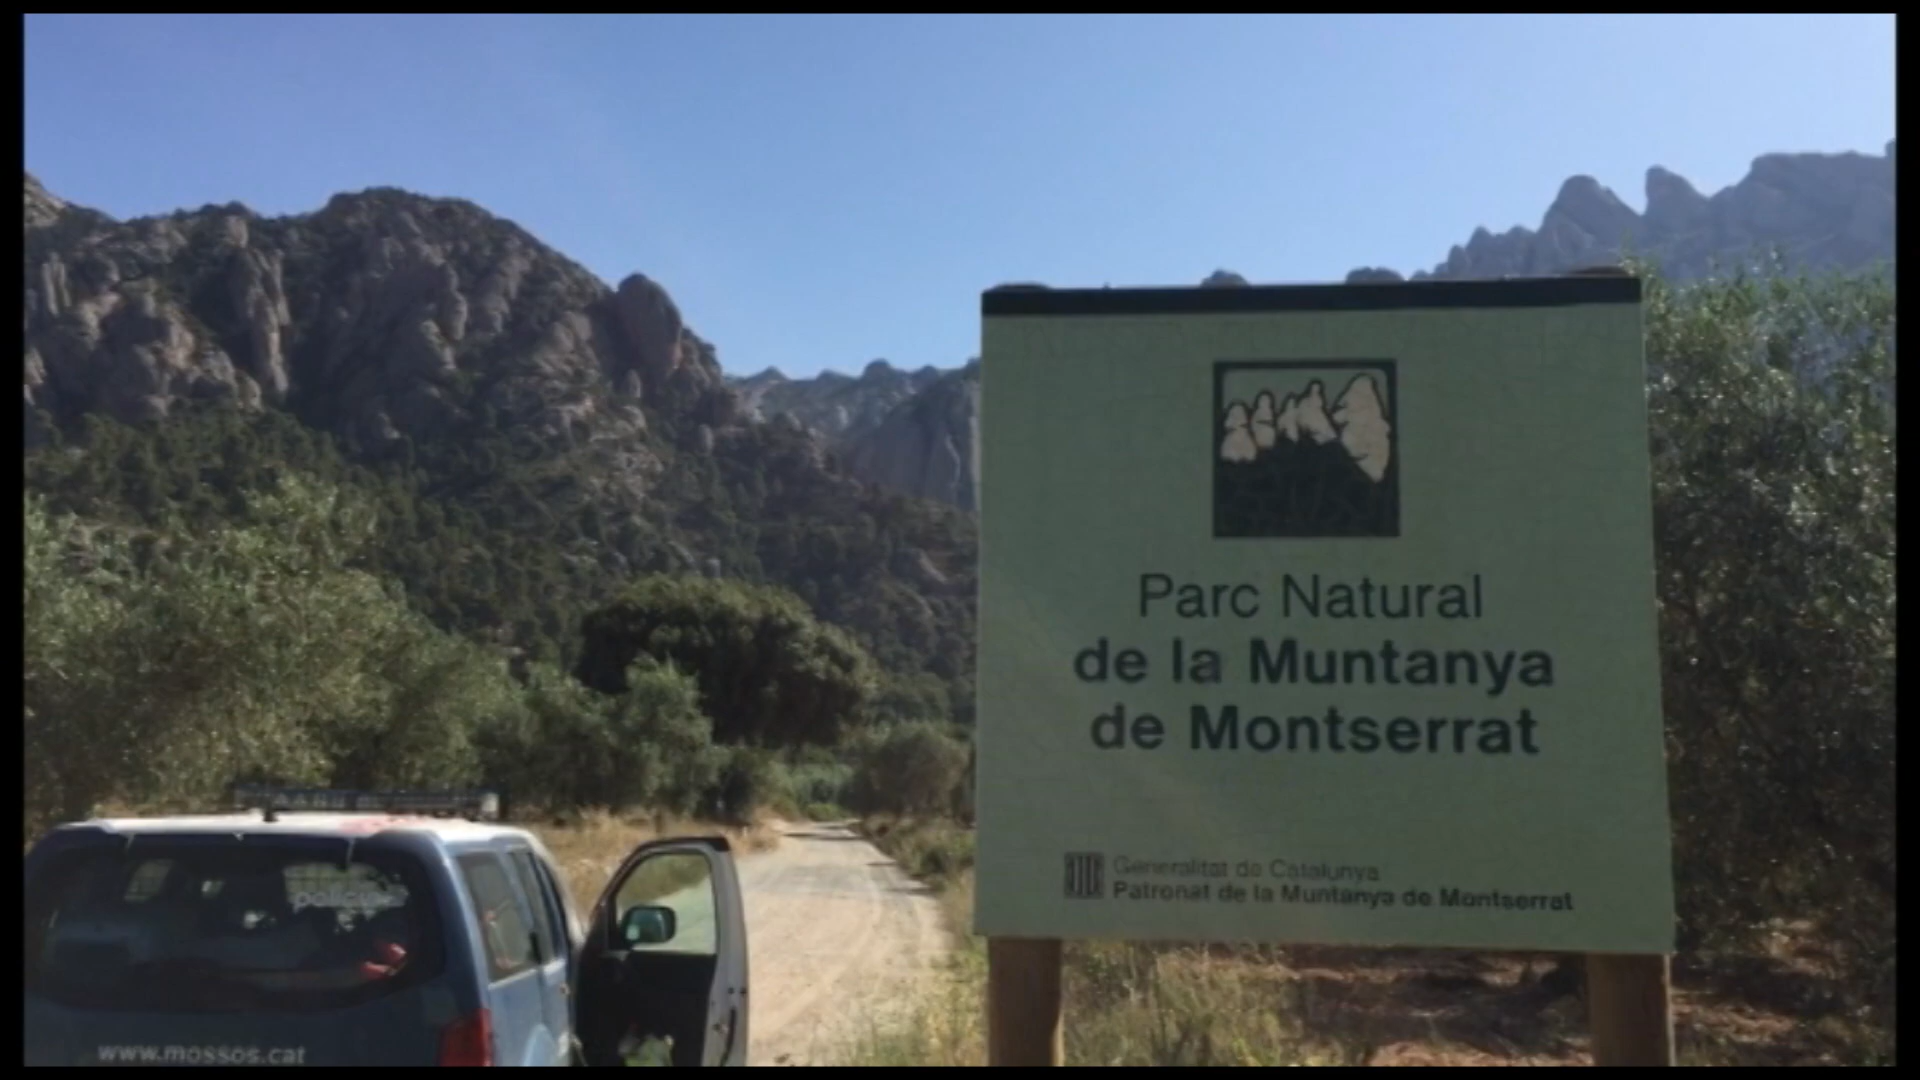 Parc Natural
de la Muntanya
de Montserrat
Generalitat de Catalunya
Patronat de la Muntanya de Montserrat
www.mossos.cat